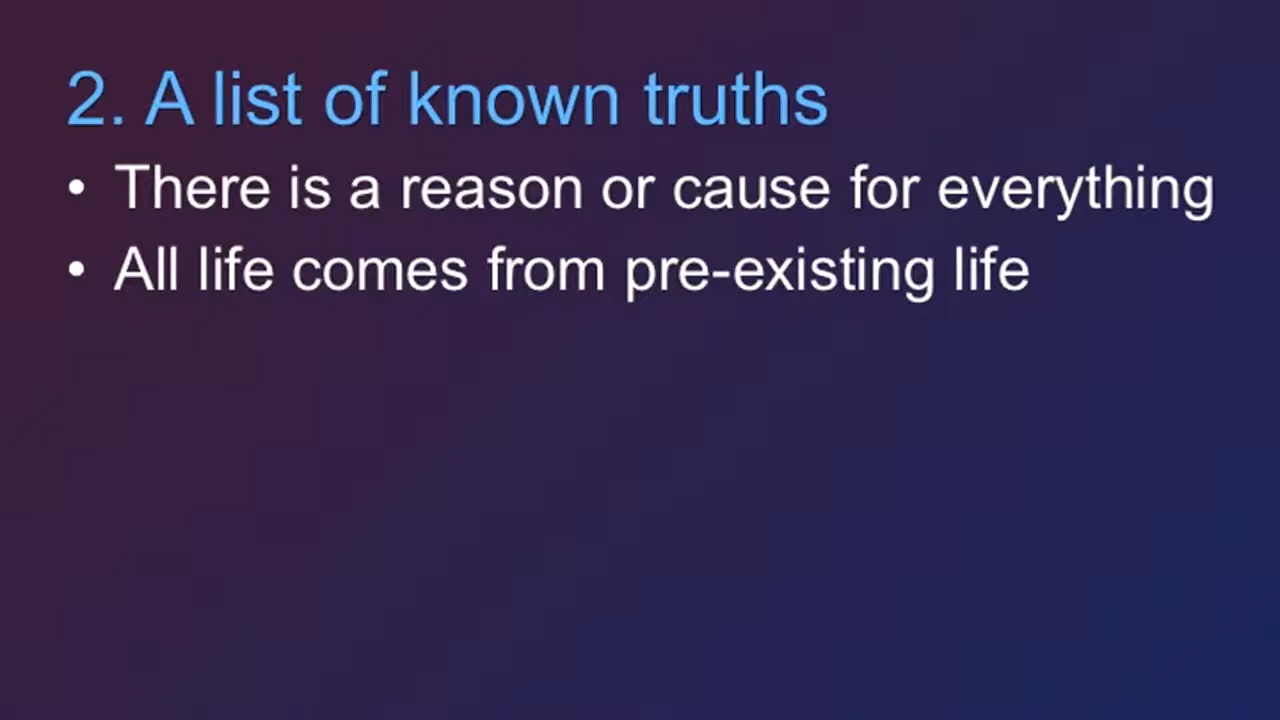 2. A list of known truths
• There is a reason or cause for everything
• All life comes from pre-existing life